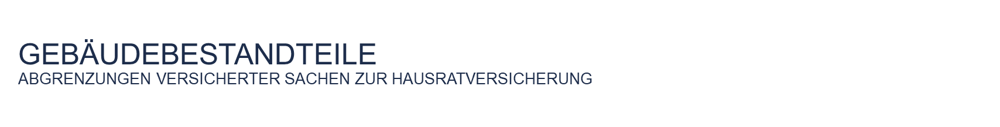 GEBÄUDEBESTANDTEILE
ABGRENZUNGEN VERSICHERTER SACHEN ZUR HAUSRATVERSICHERUNG